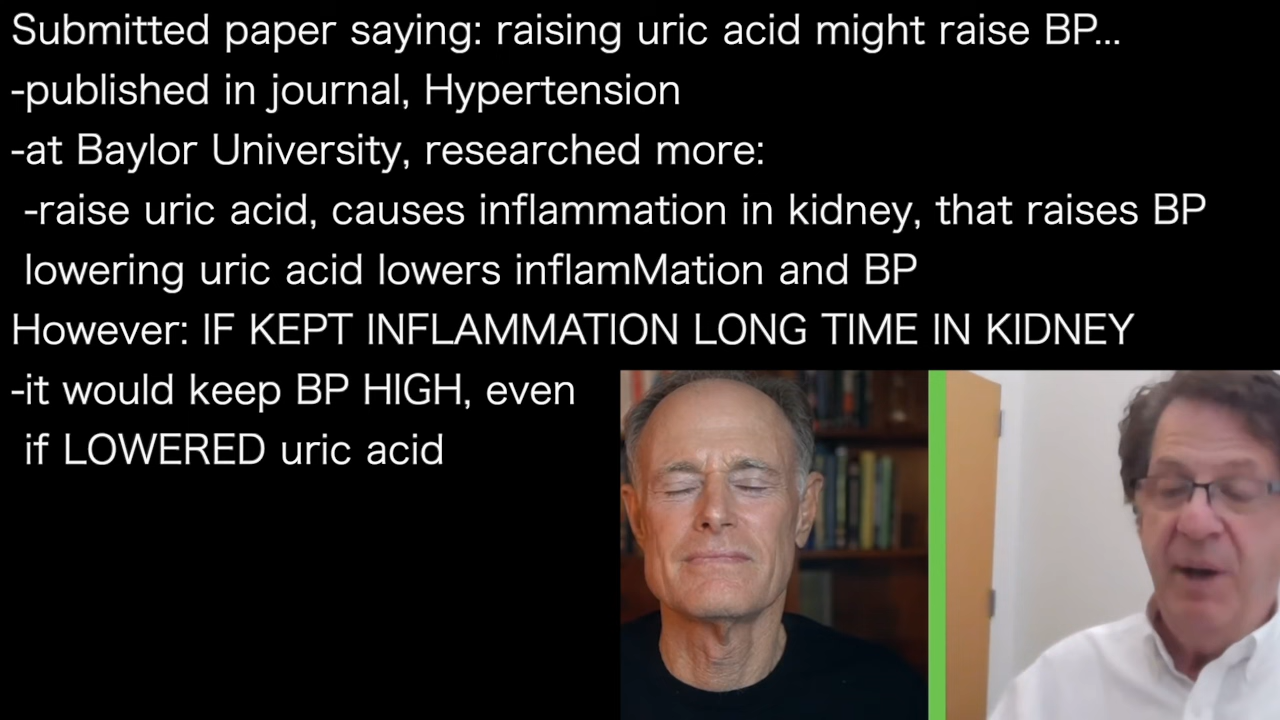 Submitted paper saying: raising uric acid might raise BP...
-published in journal, Hypertension
-at Baylor University, researched more:
-raise uric acid, causes inflammation in kidney, that raises BP
lowering uric acid lowers inflamMation and BP
However: IF KEPT INFLAMMATION LONG TIME IN KIDNEY
-it would keep BP HIGH, even
if LOWERED uric acid